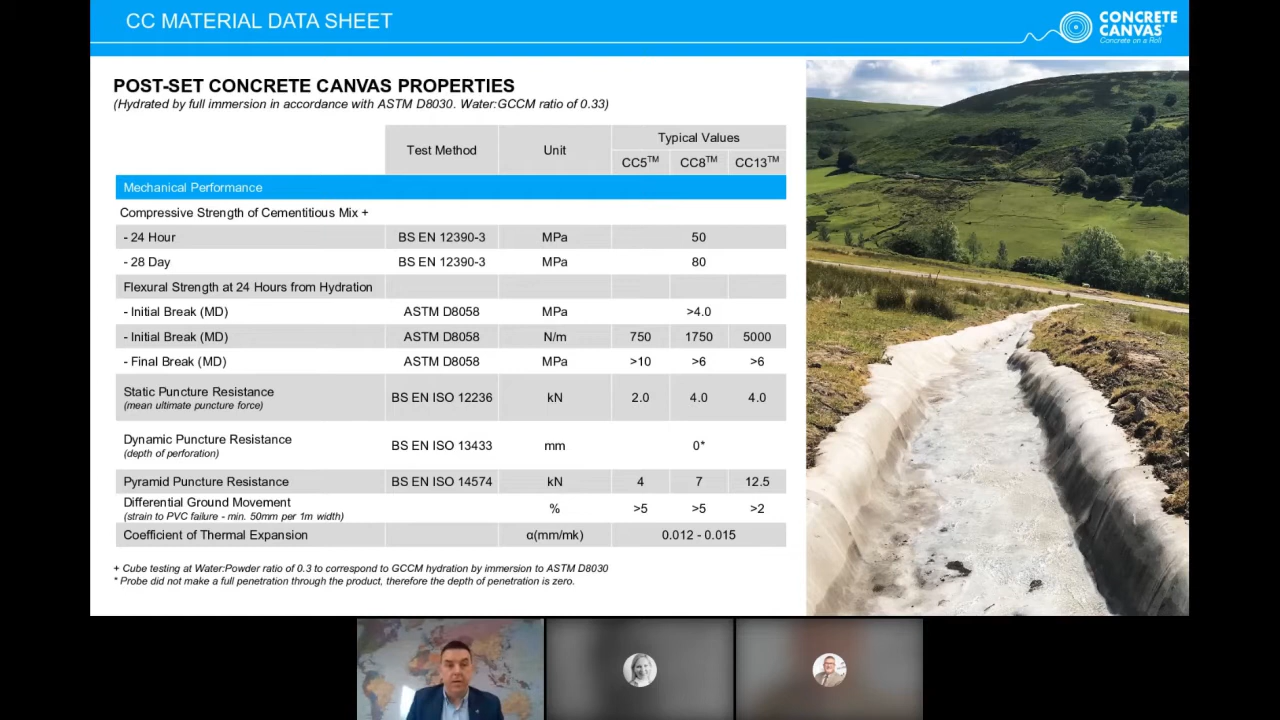 CC MATERIAL DATA SHEET
CONCRETE
CANVAS
Concrete on a Roll
POST-SET CONCRETE CANVAS PROPERTIES
(Hydrated by full immersion in accordance with ASTM D8030. Water:GCCM ratio of 0.33)
Test Method Unit Typical Values
CC5TM CC8TM CC13TM
Mechanical Performance
Compressive Strength of Cementitious Mix +
- 24 Hour BS EN 12390-3 MPa 50
- 28 Day BS EN 12390-3 MPa 80
Flexural Strength at 24 Hours from Hydration
- Initial Break (MD) ASTM D8058 MPa >4.0
- Initial Break (MD) ASTM D8058 N/m 750 1750 5000
- Final Break (MD) ASTM D8058 MPa >10 >6 >6
Static Puncture Resistance
(mean ultimate puncture force) BS EN ISO 12236 kN 2.0 4.0 4.0
Dynamic Puncture Resistance
(depth of perforation) BS EN ISO 13433 mm 0*
Pyramid Puncture Resistance BS EN ISO 14574 kN 4 7 12.5
Differential Ground Movement
(strain to PVC failure - min. 50mm per 1m width) % >5 >5 >2
Coefficient of Thermal Expansion α(mm/mk) 0.012 - 0.015
+ Cube testing at Water:Powder ratio of 0.3 to correspond to GCCM hydration by immersion to ASTM D8030
* Probe did not make a full penetration through the product, therefore the depth of penetration is zero.